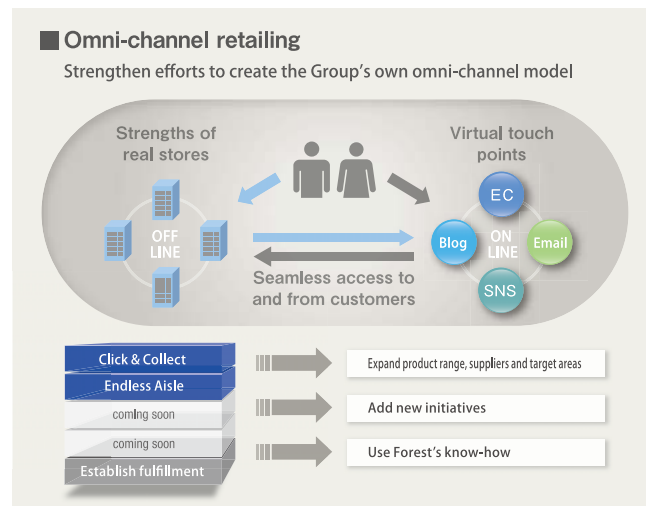 Omni-channel retailing
Strengthen efforts to create the Group's own omni-channel model
Strengths of
real stores
Virtual touch
points
OFF
LINE
EC
Blog
ON
LINE
Email
SNS
Seamless access to
and from customers
Click & Collect
Expand product range, suppliers and target areas
Endless Aisle
coming soon
Add new initiatives
coming soon
Use Forest's know-how
Establish fulfillment